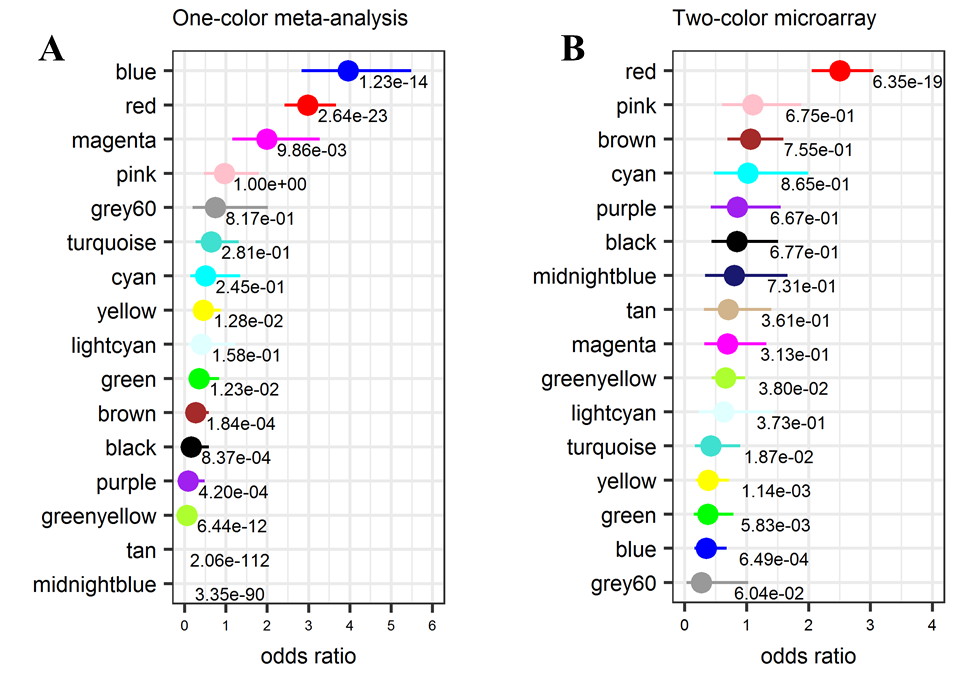 One-color meta-analysis
A
blue
1.23e-14
red
2.64e-23
magenta
9.86e-03
pink
1.00e+00
grey60
8.17e-01
turquoise
2.81e-01
cyan
2.45e-01
yellow
1.28e-02
lightcyan
1.58e-01
green
1.23e-02
brown
1.84e-04
black
8.37e-04
purple
4.20e-04
greenyellow
6.44e-12
tan
2.06e-112
midnightblue
3.35e-90
0 1 2 3 4 5 6
odds ratio
Two-color microarray
B
red
6.35e-19
pink
6.75e-01
brown
7.55e-01
cyan
8.65e-01
purple
6.67e-01
black
6.77e-01
midnightblue
7.31e-01
tan
3.61e-01
magenta
3.13e-01
greenyellow
3.80e-02
lightcyan
3.73e-01
turquoise
1.87e-02
yellow
1.14e-03
green
5.83e-03
blue
6.49e-04
grey60
6.04e-02
0 1 2 3 4
odds ratio